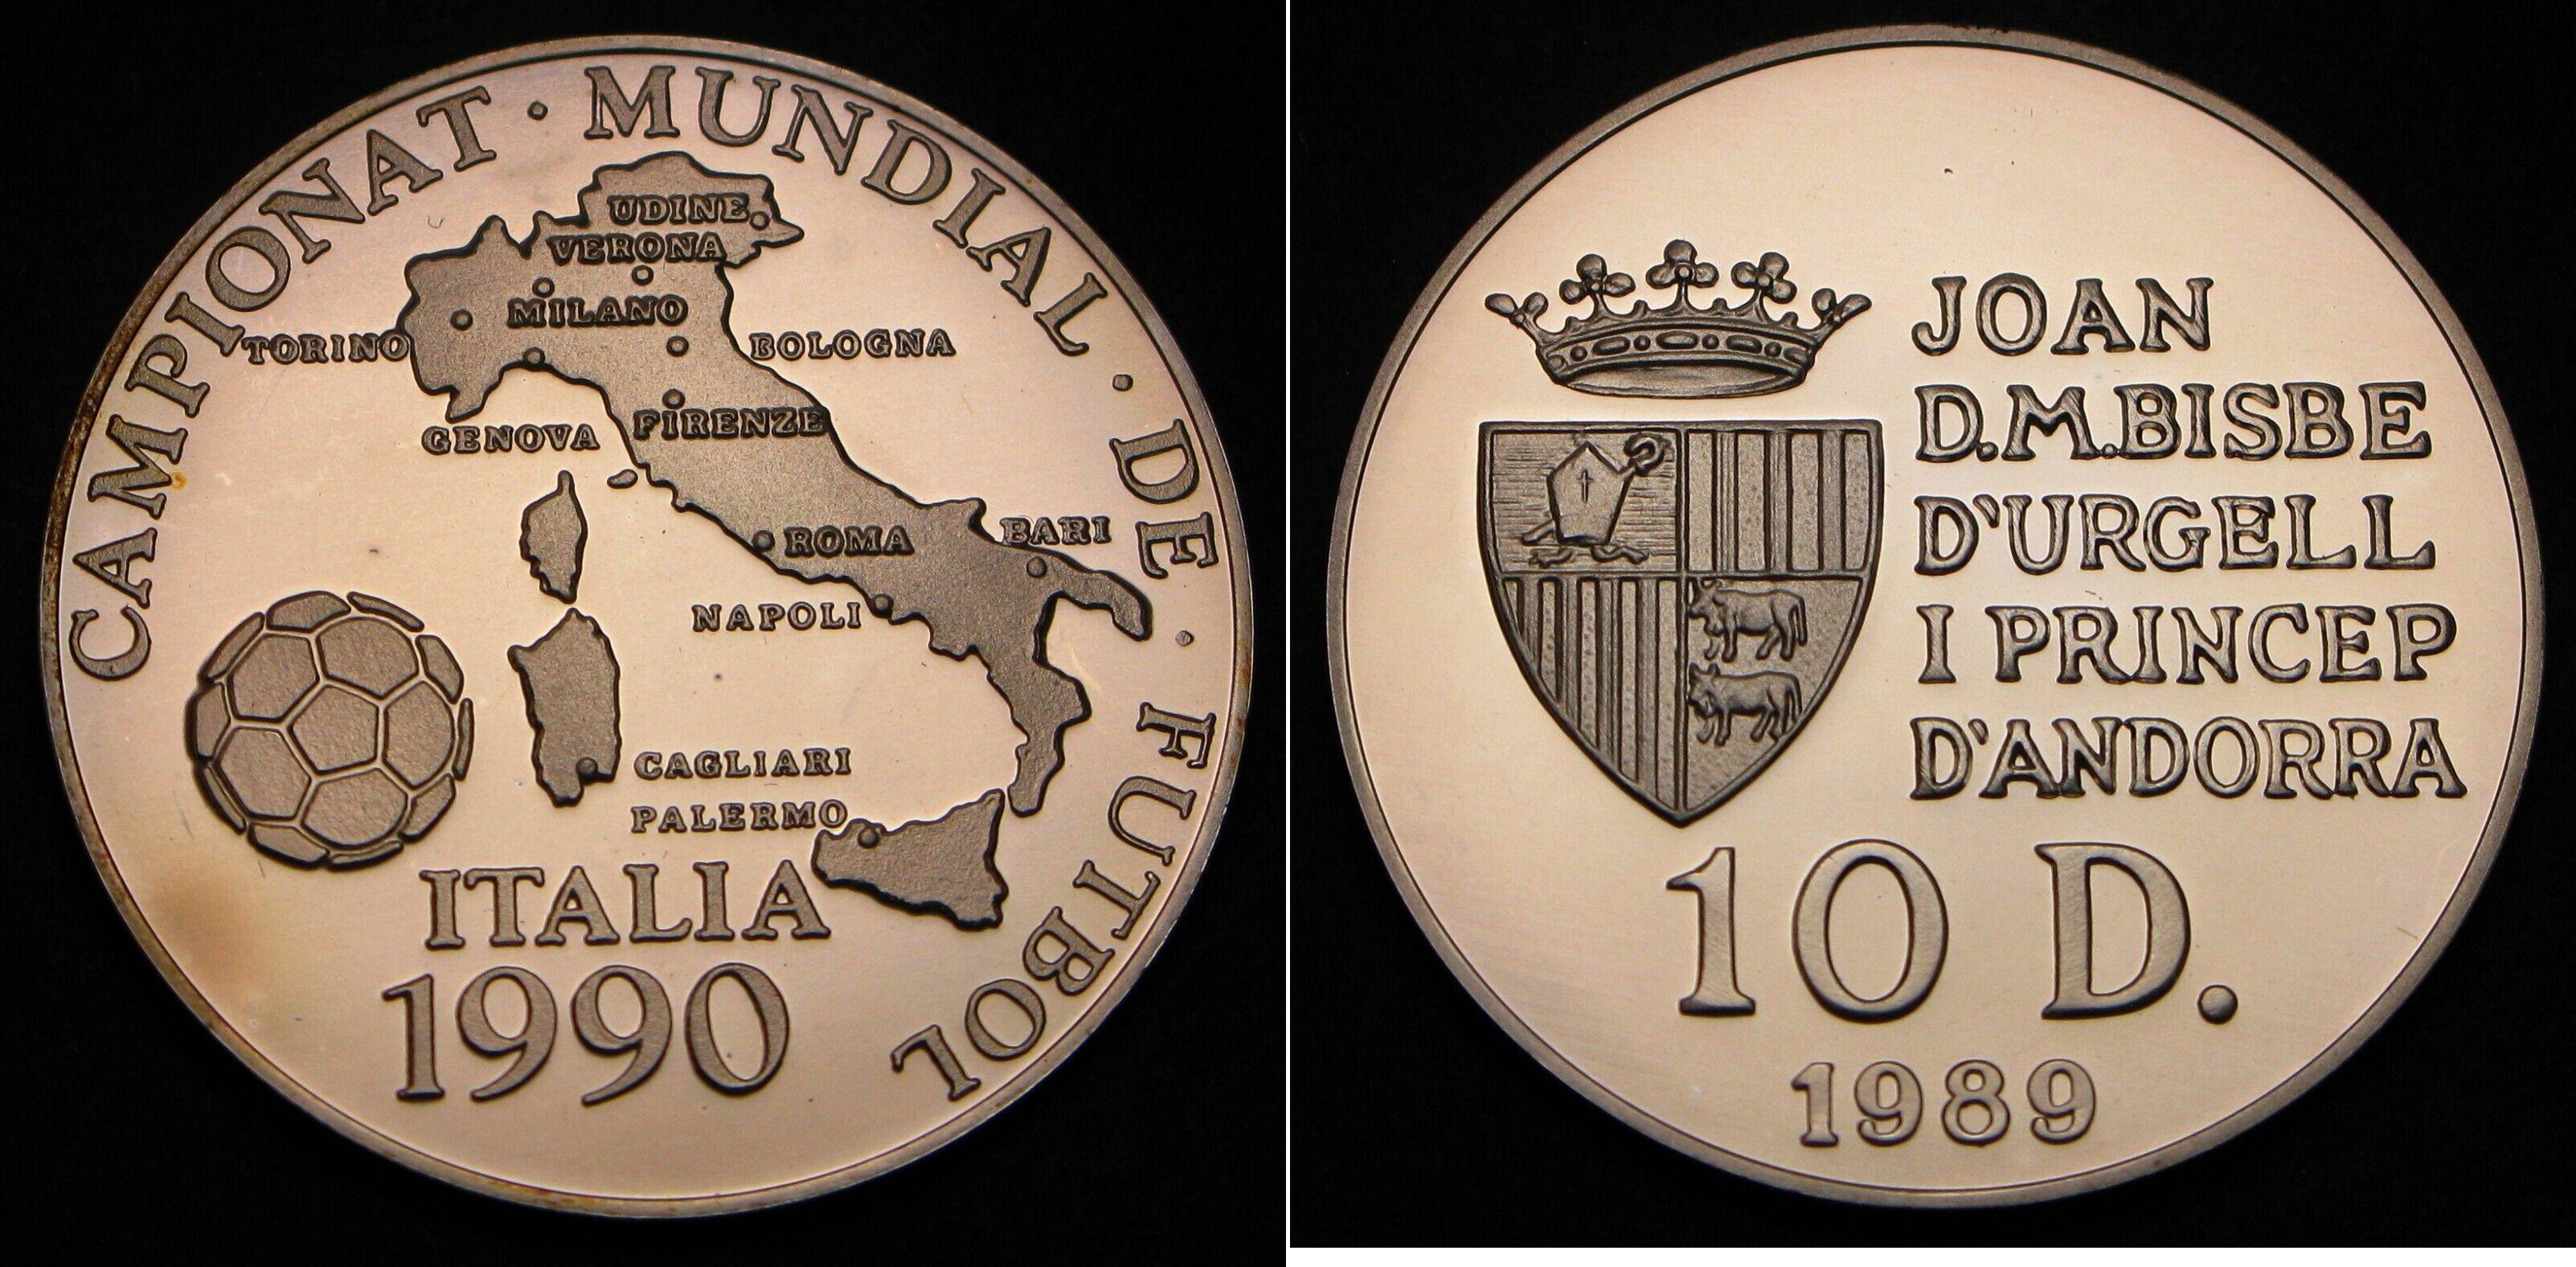 CAMPIONAT · MUNDIAL · DE · FUTBOL
UDINE
VERONA
MILANO
TORINO
BOLOGNA
GENOVA
FIRENZE
ROMA
BARI
NAPOLI
CAGLIARI
PALERMO
ITALIA
1990
JOAN
D.M.BISBE
D'URGELL
I PRINCEP
D'ANDORRA
10 D.
1989